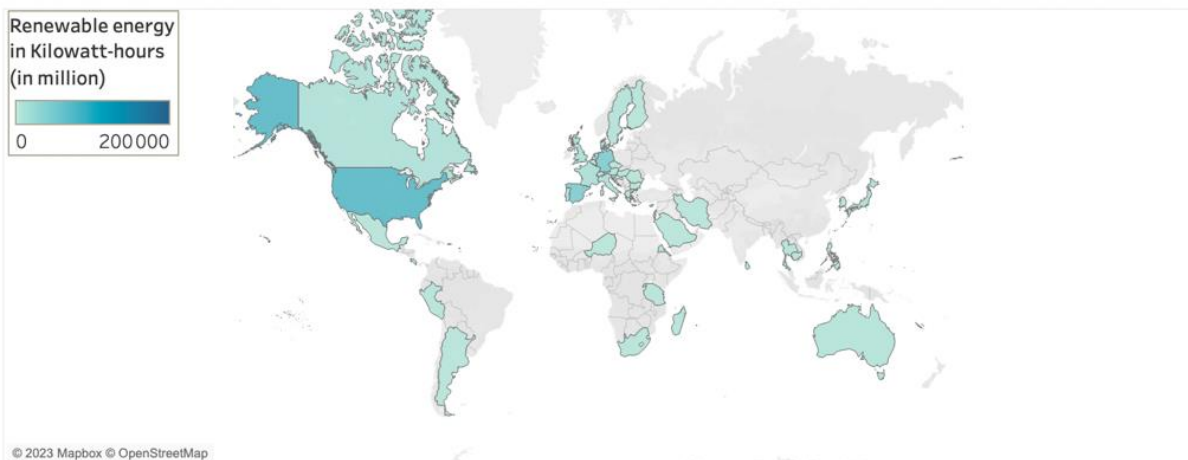 Renewable energy
in Kilowatt-hours
(in million)
0 200000
© 2023 Mapbox © OpenStreetMap